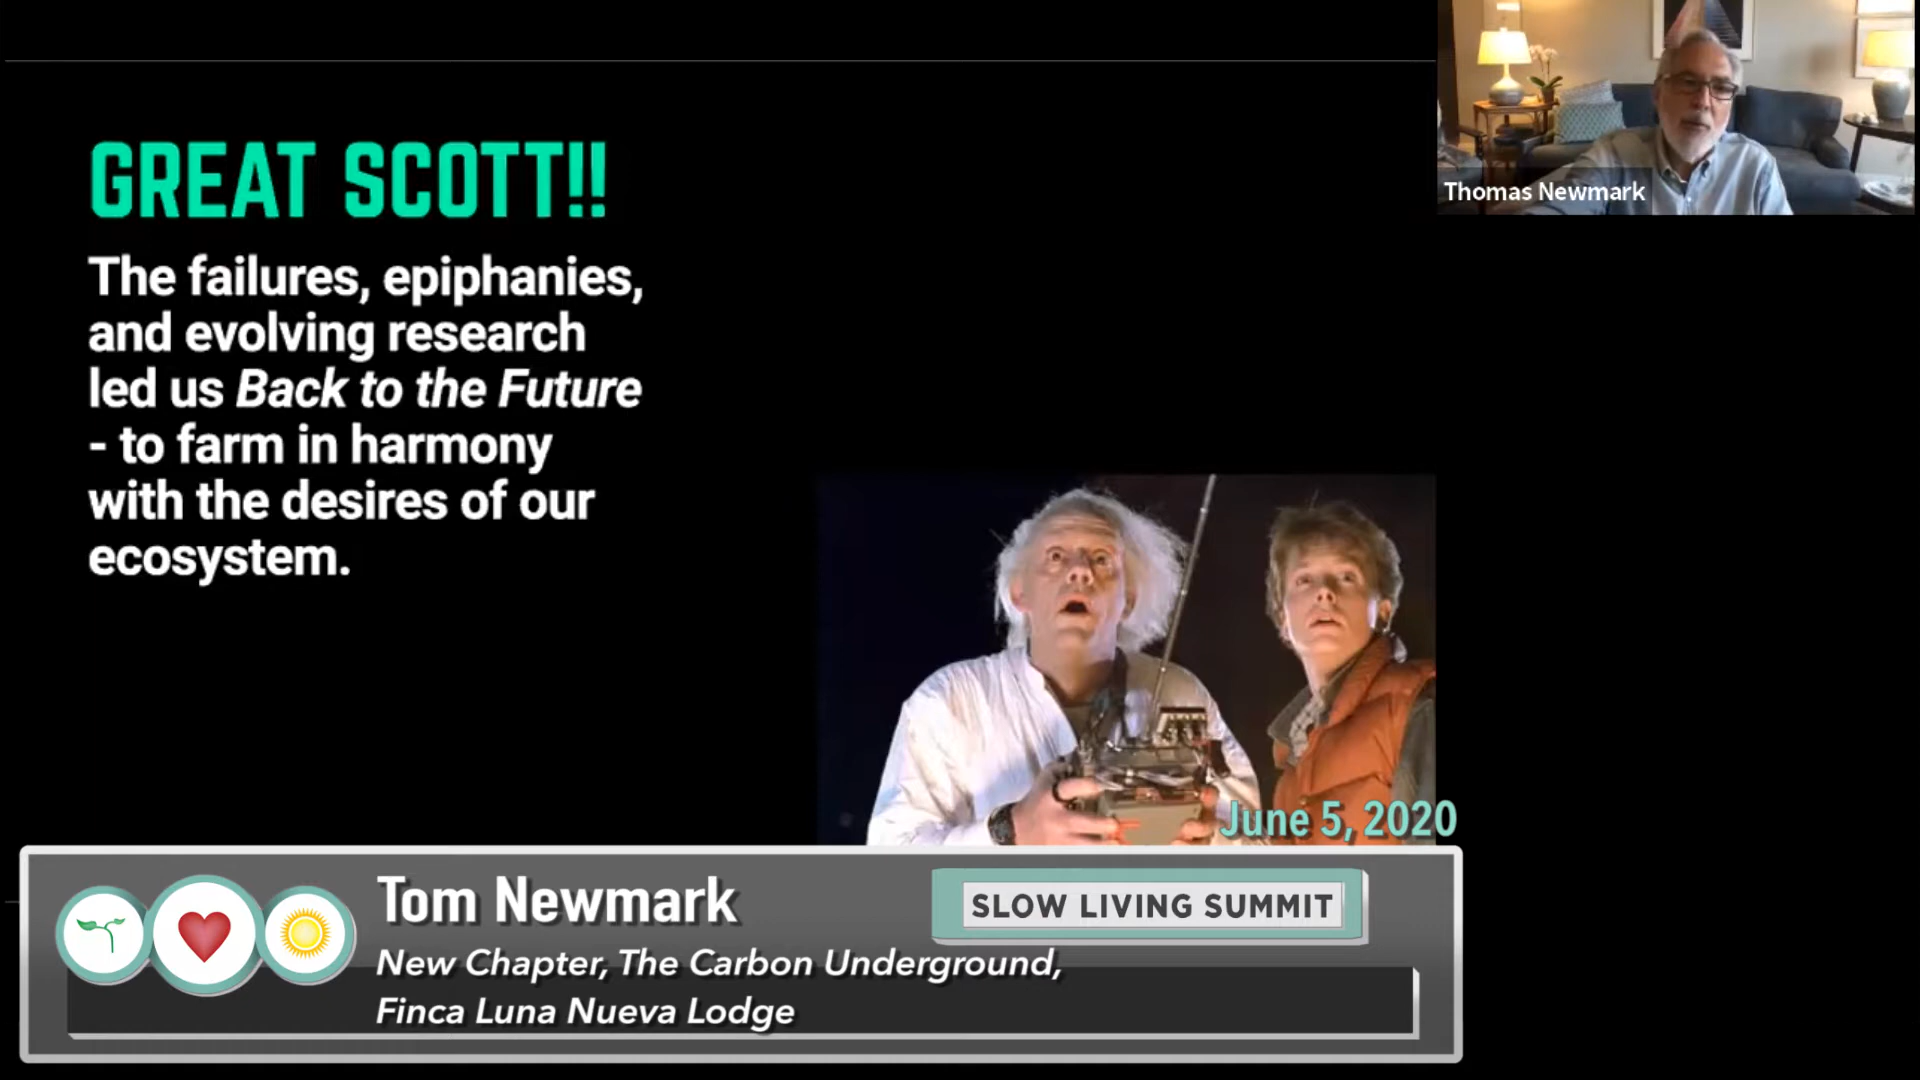 GREAT SCOTT!!
The failures, epiphanies,
and evolving research
led us Back to the Future
- to farm in harmony
with the desires of our
ecosystem.
Thomas Newmark
June 5, 2020
Tom Newmark
SLOW LIVING SUMMIT
New Chapter, The Carbon Underground,
Finca Luna Nueva Lodge